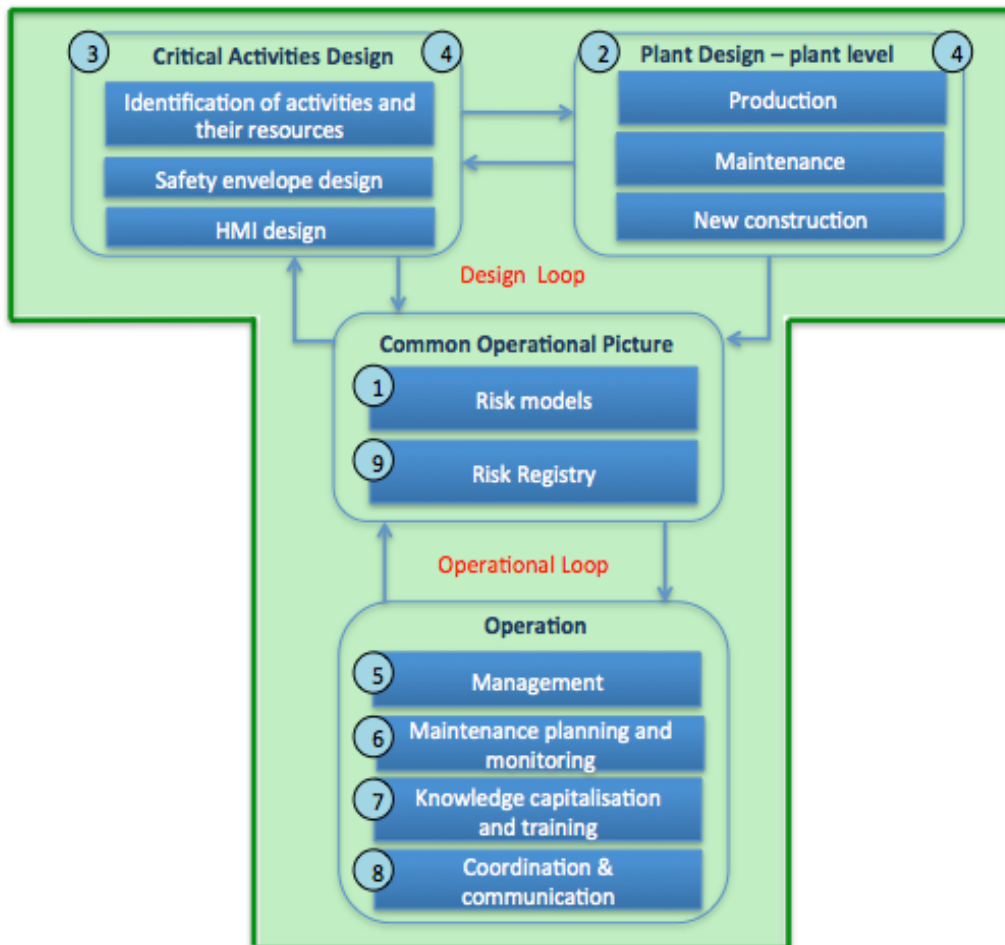 3
Critical Activities Design
4
Identification of activities and
their resources
Safety envelope design
HMI design
2
Plant Design – plant level
4
Production
Maintenance
New construction
Design Loop
Common Operational Picture
1
Risk models
9
Risk Registry
Operational Loop
Operation
5
Management
6
Maintenance planning and
monitoring
7
Knowledge capitalisation
and training
8
Coordination &
communication